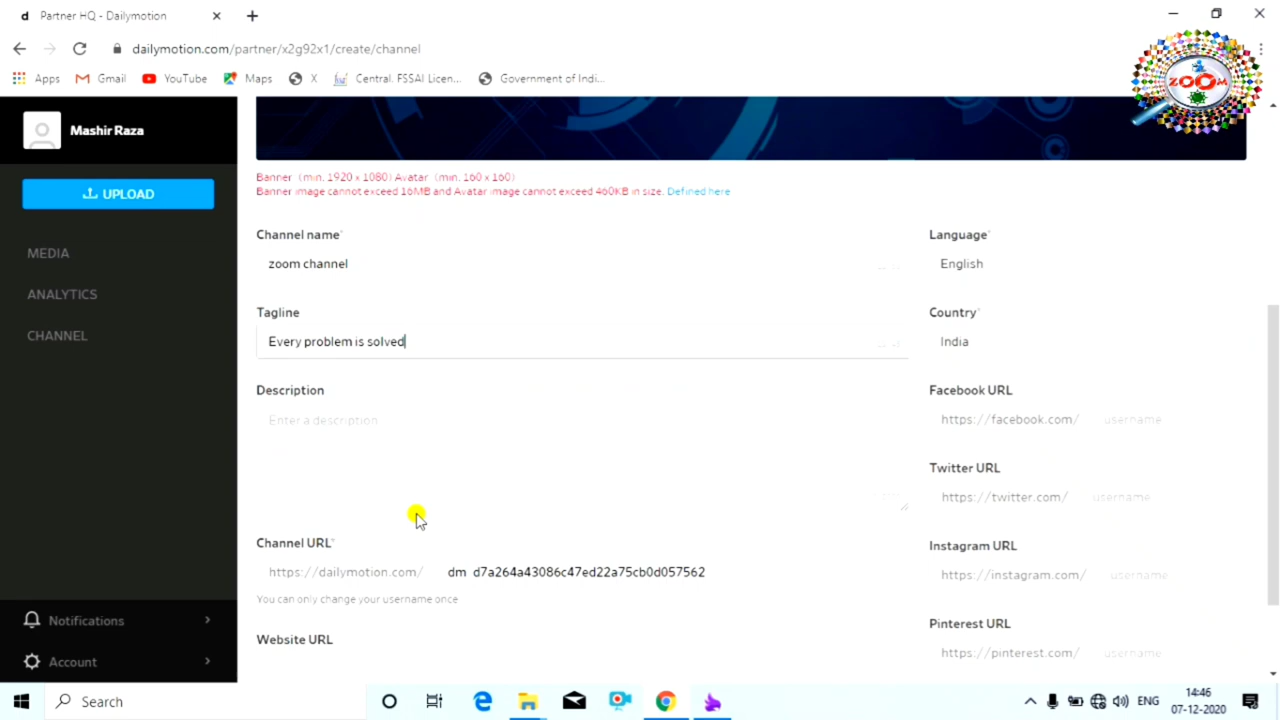 Partner HQ - Dailymotion
dailymotion.com/partner/x2g92x1/create/channel
Apps
Gmail
YouTube
Maps
X
Central. FSSAI Licen...
Government of Indi...
ZOOM
Mashir Raza
UPLOAD
MEDIA
ANALYTICS
CHANNEL
Notifications
Account
Banner (min. 1920 x 1080) Avatar (min. 160 x 160)
Banner image cannot exceed 16MB and Avatar image cannot exceed 460KB in size. Defined here
Channel name*
zoom channel
Tagline
Every problem is solved
Description
Enter a description
Channel URL*
https://dailymotion.com/ dm_d7a264a43086c47ed22a75cb0d057562
You can only change your username once
Website URL
Language*
English
Country*
India
Facebook URL
https://facebook.com/ username
Twitter URL
https://twitter.com/ username
Instagram URL
https://instagram.com/ username
Pinterest URL
https://pinterest.com/ username
Search
ENG
14:46
07-12-2020